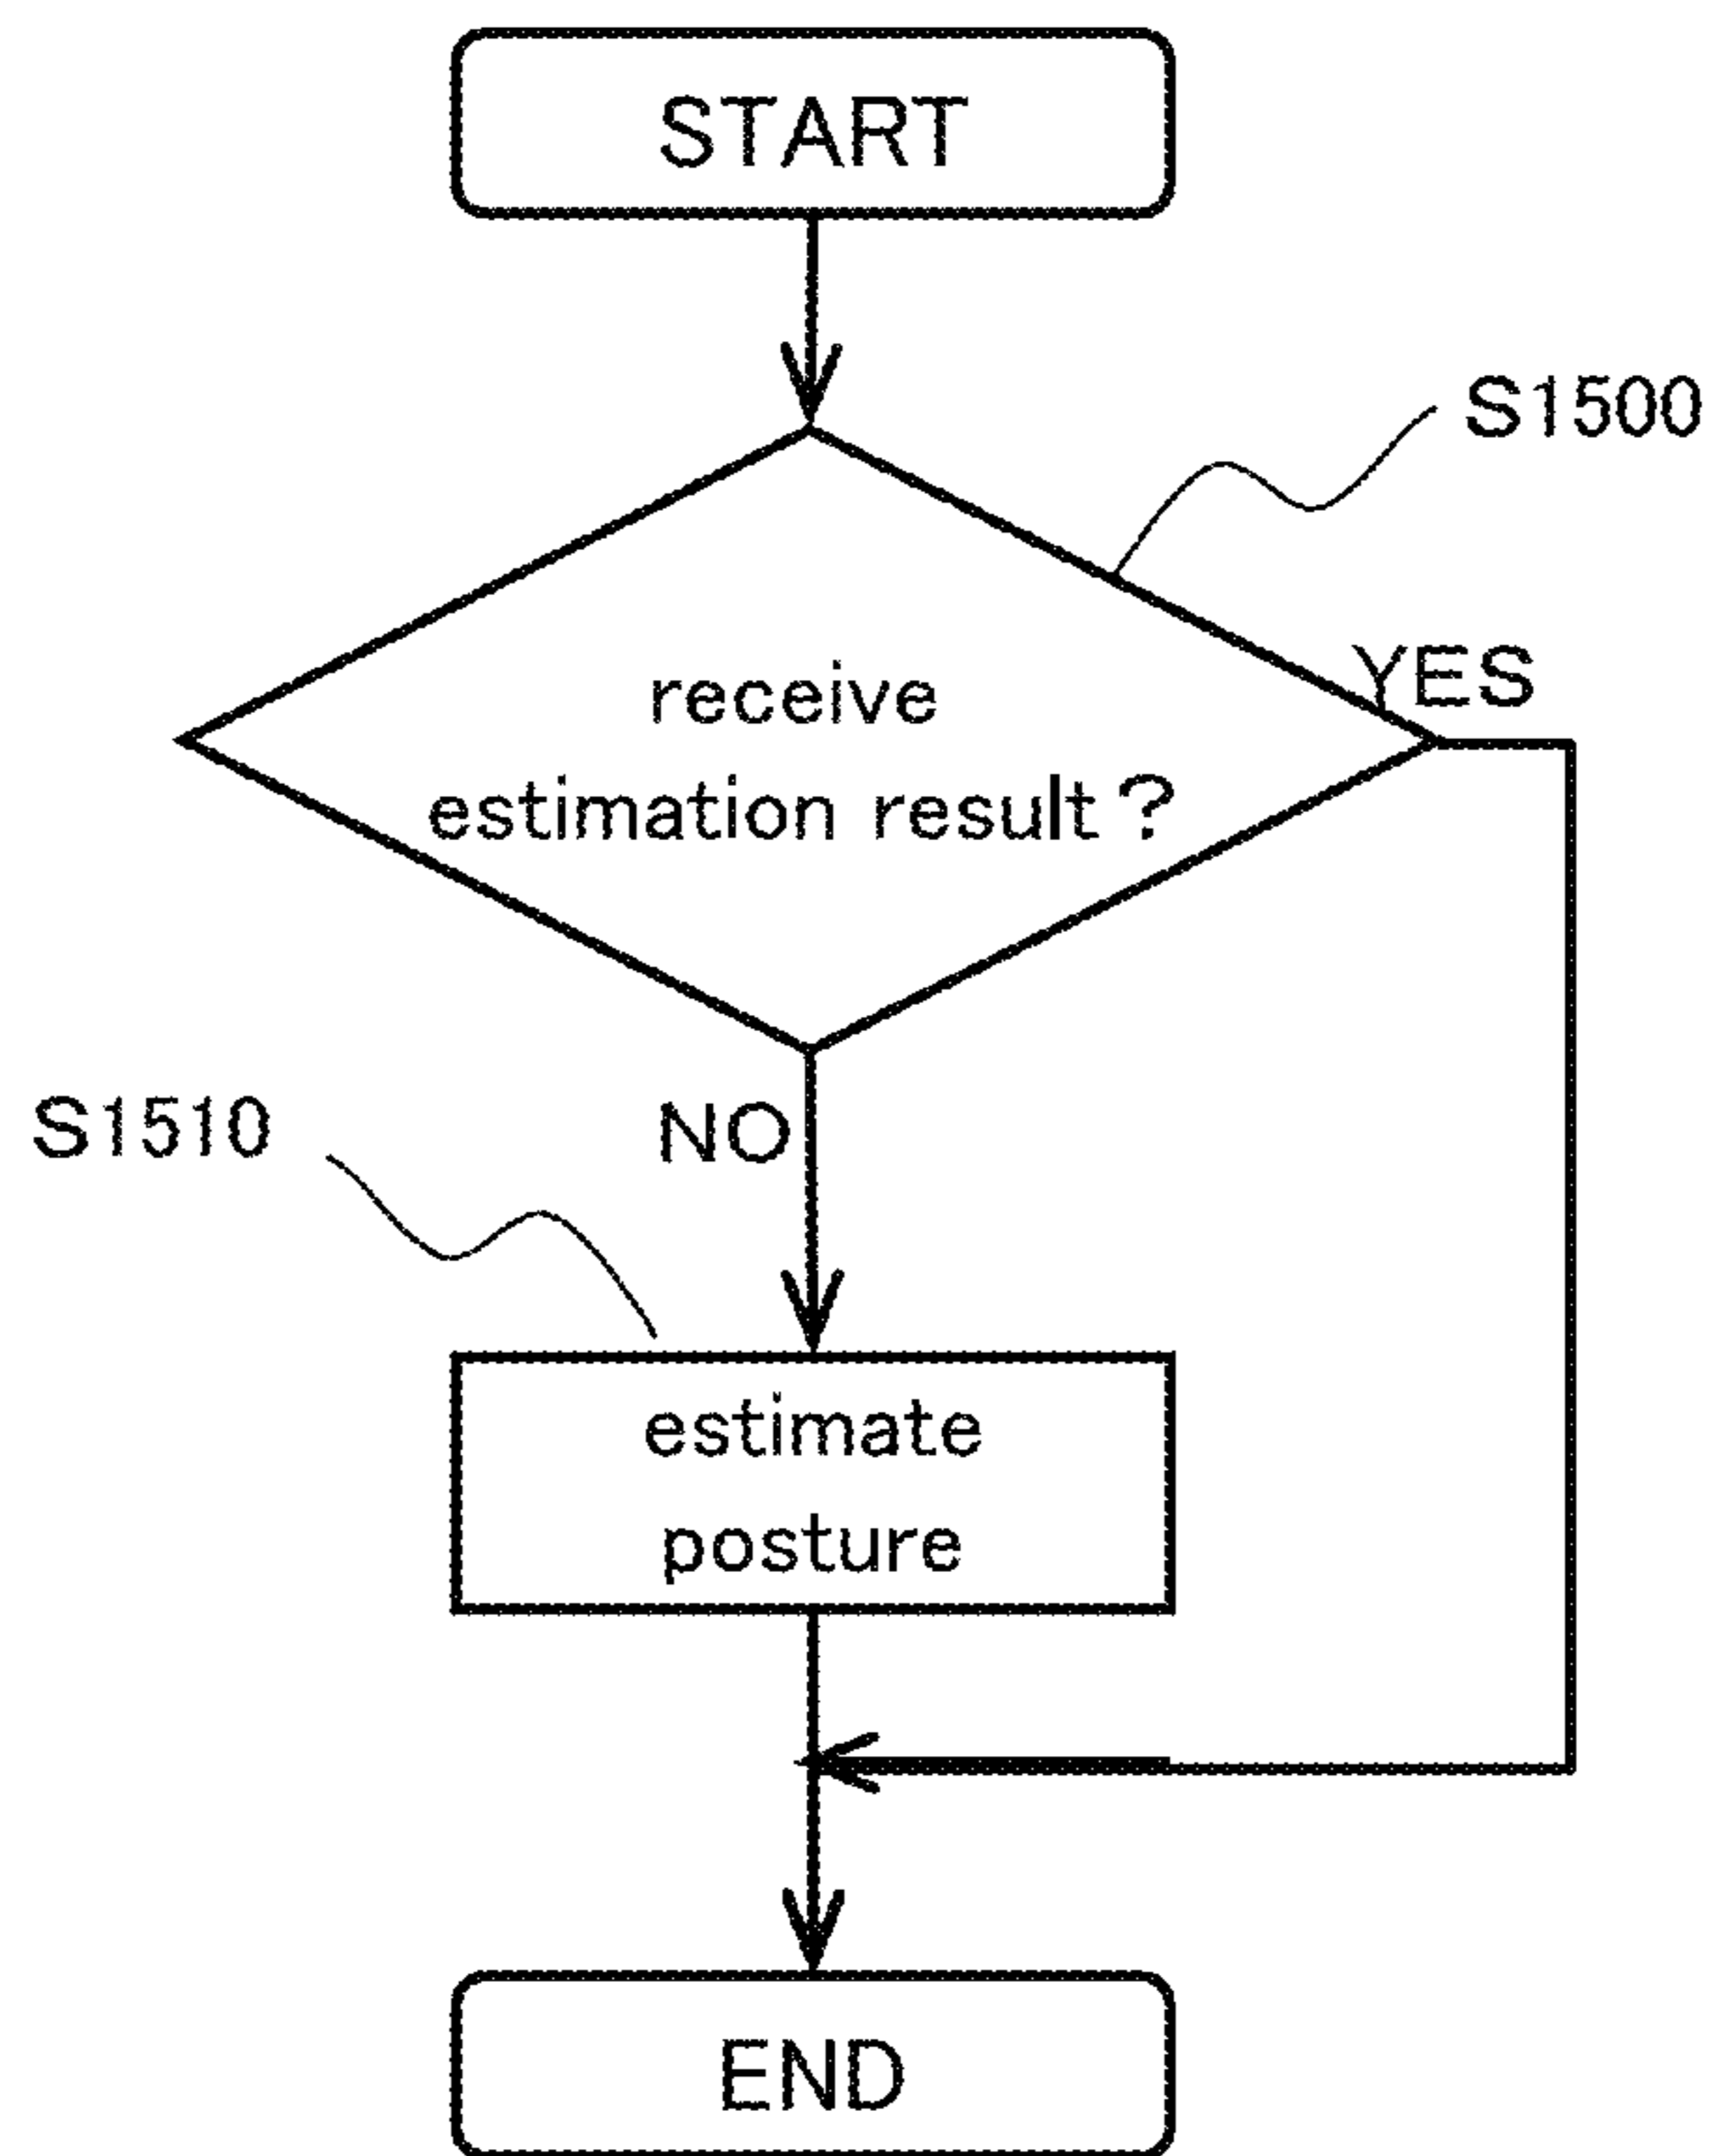 START
S1500
YES
receive
estimation result ?
S1510
NO
estimate
posture
END